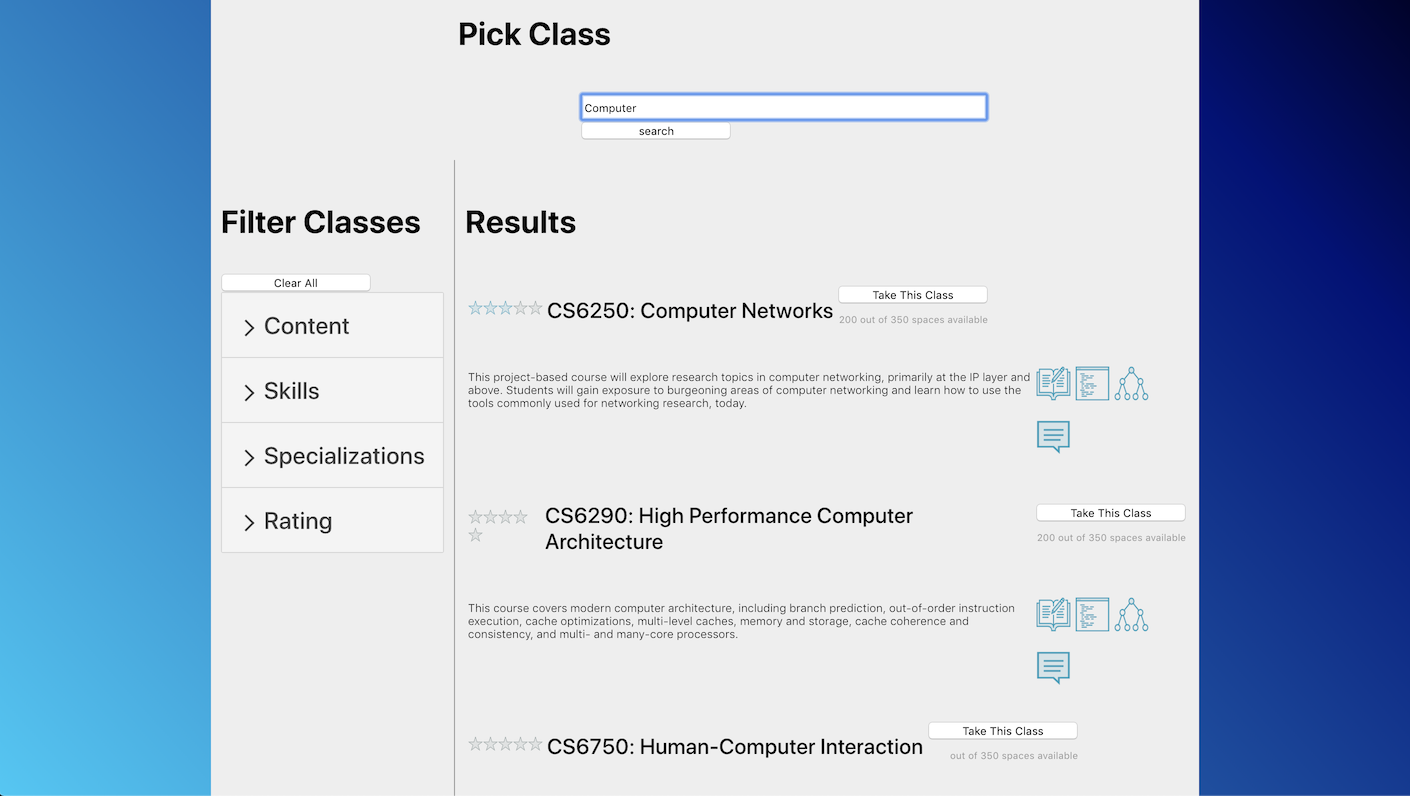 Pick Class
Computer
search
Filter Classes
Clear All
Content
Skills
Specializations
Rating
Results
CS6250: Computer Networks
Take This Class
200 out of 350 spaces available
This project-based course will explore research topics in computer networking, primarily at the IP layer and
above. Students will gain exposure to burgeoning areas of computer networking and learn how to use the
tools commonly used for networking research, today.
CS6290: High Performance Computer
Architecture
Take This Class
200 out of 350 spaces available
This course covers modern computer architecture, including branch prediction, out-of-order instruction
execution, cache optimizations, multi-level caches, memory and storage, cache coherence and
consistency, and multi- and many-core processors.
CS6750: Human-Computer Interaction
Take This Class
out of 350 spaces available